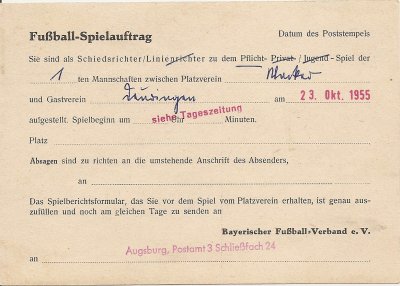 Fußball-Spielauftrag Datum des Poststempels
Sie sind als Schiedsrichter/Linienrichter zu dem Pflicht- Privat-/Jugend-Spiel der
1 ten Mannschaften zwischen Platzverein
und Gastverein am 23. Okt. 1955
aufgestellt. Spielbeginn um Uhr Minuten.
siehe Tageszeitung
Platz
Absagen sind zu richten an die umstehende Anschrift des Absenders,
an
Das Spielberichtsformular, das Sie vor dem Spiel vom Platzverein erhalten, ist genau aus-
zufüllen und noch am gleichen Tage zu senden an
Bayerischer Fußball-Verband e. V.
an Augsburg, Postamt 3 Schließfach 24